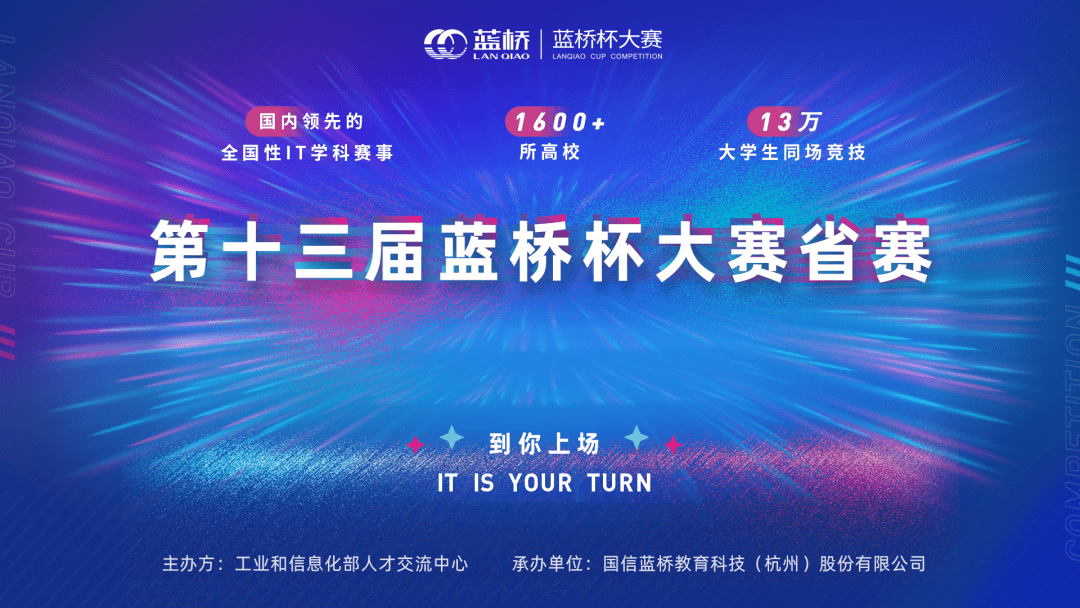 蓝桥 | 蓝桥杯大赛
LAN QIAO LANQIAO CUP COMPETITION
国内领先的
全国性IT学科赛事
1600+
所高校
13万
大学生同场竞技
第十三届蓝桥杯大赛省赛
到你上场
IT IS YOUR TURN
主办方：工业和信息化部人才交流中心
承办单位：国信蓝桥教育科技（杭州）股份有限公司
LANQIAO CUP
COMPETITION